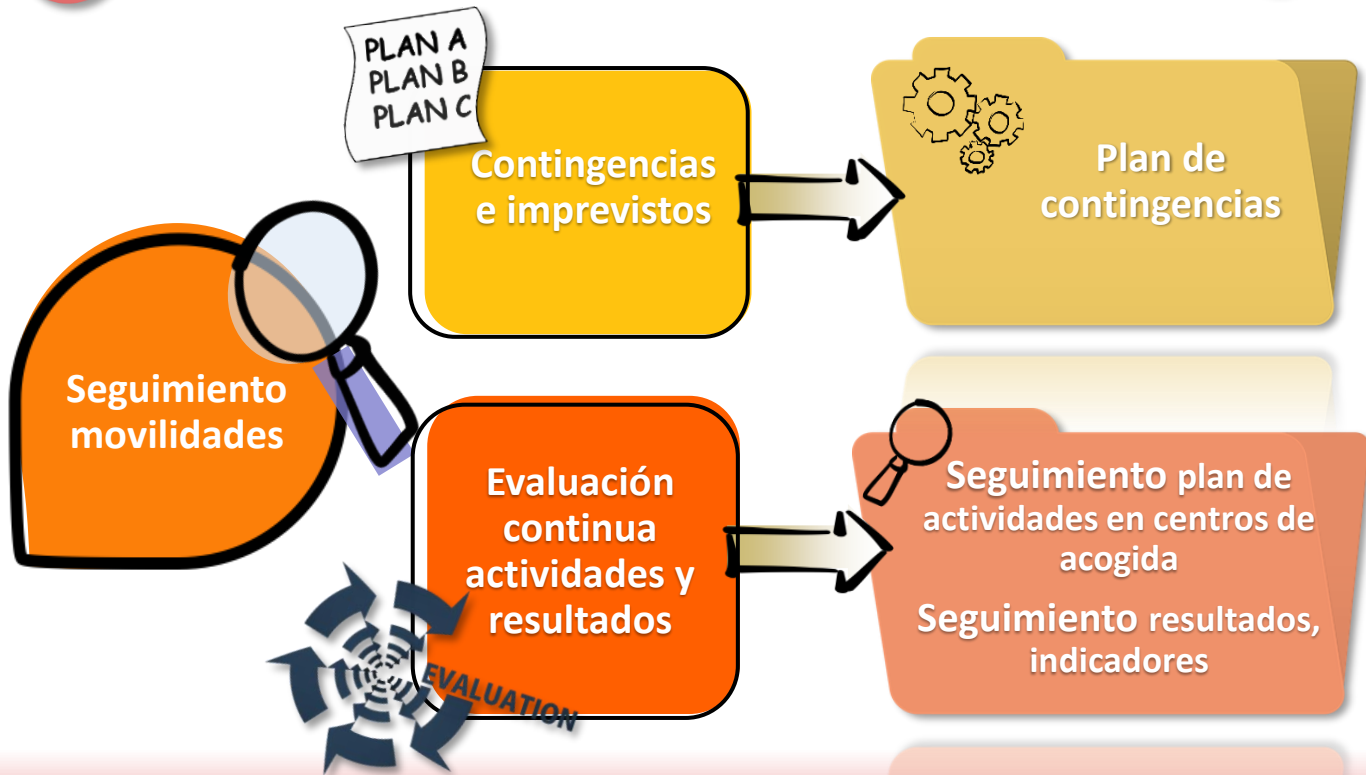 PLAN A
PLAN B
PLAN C
Contingencias
e imprevistos
Plan de
contingencias
Seguimiento
movilidades
Evaluación
continua
actividades y
resultados
EVALUATION
Seguimiento plan de
actividades en centros de
acogida
Seguimiento resultados,
indicadores